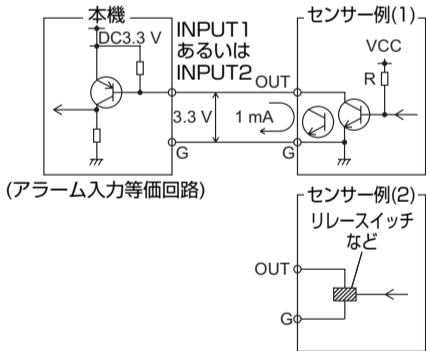 本機
DC3.3 V
INPUT1
あるいは
INPUT2
3.3 V
G
(アラーム入力等価回路)
センサー例(1)
VCC
R
OUT
1 mA
G
センサー例(2)
リレースイッチ
など
OUT
G